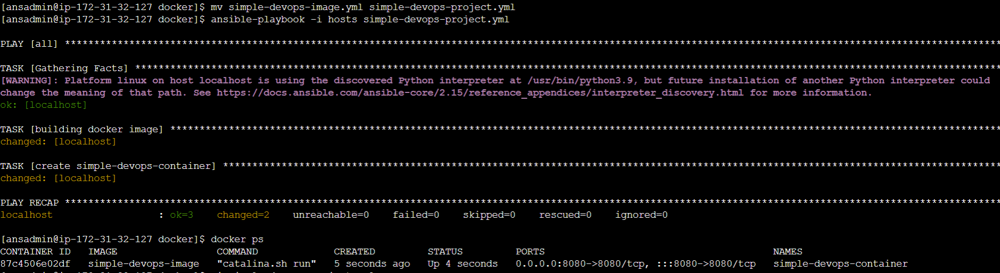 [ansadmin@ip-172-31-32-127 docker]$ mv simple-devops-image.yml simple-devops-project.yml
[ansadmin@ip-172-31-32-127 docker]$ ansible-playbook -i hosts simple-devops-project.yml
PLAY [all] ****************************************************************************************************************************************************************
TASK [Gathering Facts] ****************************************************************************************************************************************************
[WARNING]: Platform linux on host localhost is using the discovered Python interpreter at /usr/bin/python3.9, but future installation of another Python interpreter could
change the meaning of that path. See https://docs.ansible.com/ansible-core/2.15/reference_appendices/interpreter_discovery.html for more information.
ok: [localhost]
TASK [building docker image] **********************************************************************************************************************************************
changed: [localhost]
TASK [create simple-devops-container] *************************************************************************************************************************************
changed: [localhost]
PLAY RECAP ****************************************************************************************************************************************************************
localhost                  : ok=3    changed=2    unreachable=0    failed=0    skipped=0    rescued=0    ignored=0
[ansadmin@ip-172-31-32-127 docker]$ docker ps
CONTAINER ID   IMAGE                 COMMAND             CREATED         STATUS         PORTS                                       NAMES
87c4506e02df   simple-devops-image   "catalina.sh run"   5 seconds ago   Up 4 seconds   0.0.0.0:8080->8080/tcp, :::8080->8080/tcp   simple-devops-container